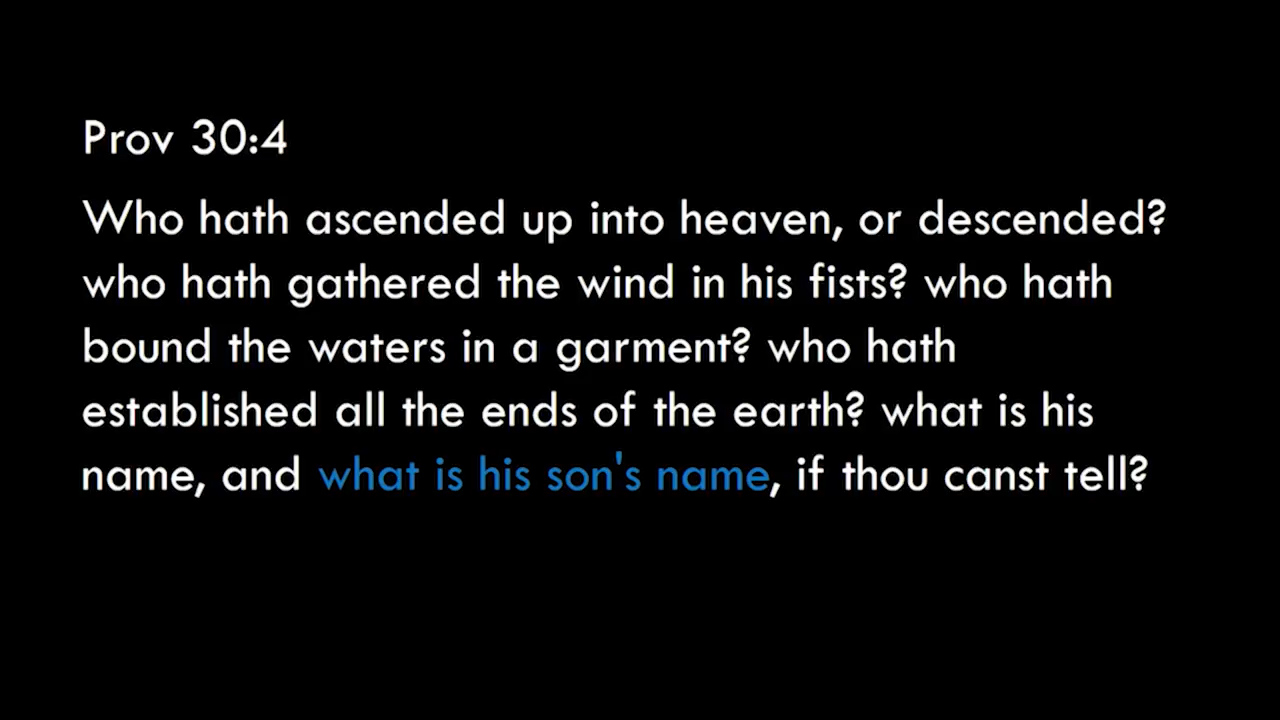 Prov 30:4
Who hath ascended up into heaven, or descended?
who hath gathered the wind in his fists? who hath
bound the waters in a garment? who hath
established all the ends of the earth? what is his
name, and what is his son's name, if thou canst tell?